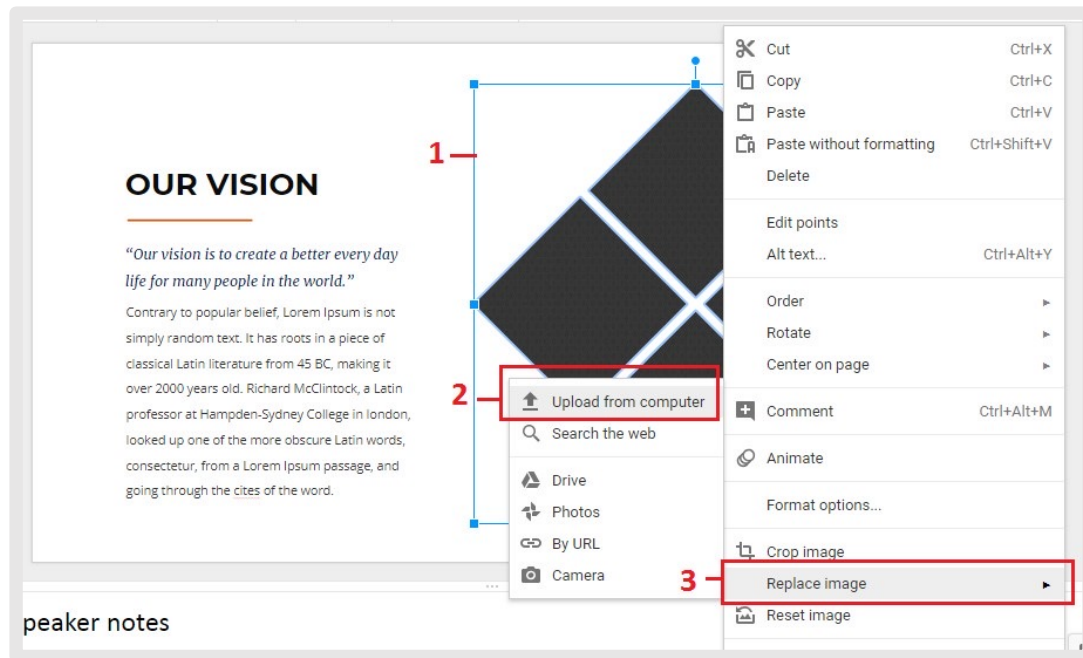 1
OUR VISION
“Our vision is to create a better every day
life for many people in the world.”
Contrary to popular belief, Lorem Ipsum is not
simply random text. It has roots in a piece of
classical Latin literature from 45 BC, making it
over 2000 years old. Richard McClintock, a Latin
professor at Hampden-Sydney College in london,
looked up one of the more obscure Latin words,
consectetur, from a Lorem Ipsum passage, and
going through the cites of the word.
Cut Ctrl+X
Copy Ctrl+C
Paste Ctrl+V
Paste without formatting Ctrl+Shift+V
Delete
Edit points
Alt text... Ctrl+Alt+Y
Order
Rotate
Center on page
Comment Ctrl+Alt+M
Animate
Format options...
Crop image
3 Replace image
Reset image
2 Upload from computer
Search the web
Drive
Photos
By URL
Camera
peaker notes